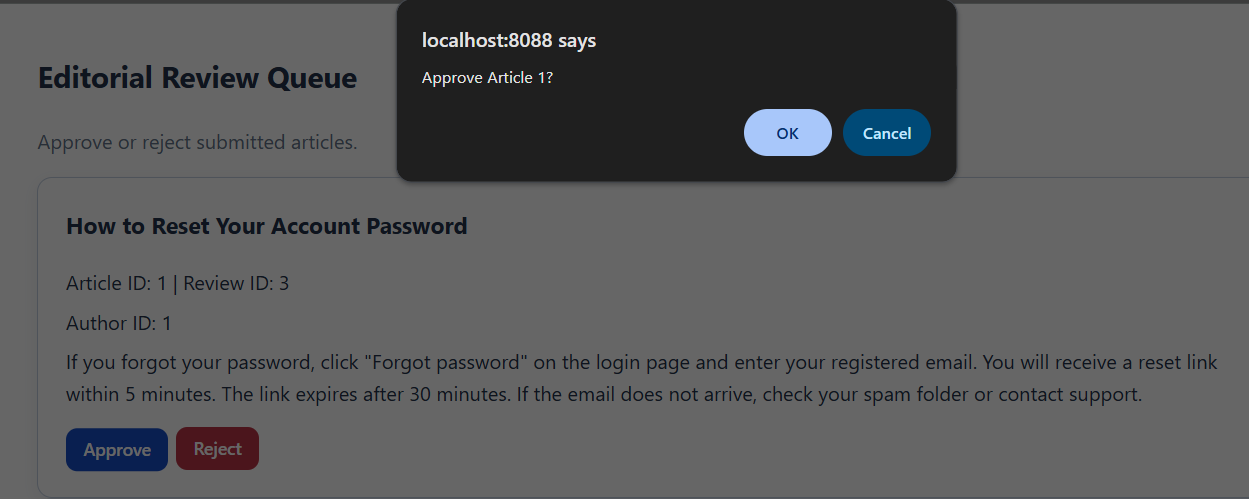 localhost:8088 says
Approve Article 1?
OK
Cancel
Editorial Review Queue
Approve or reject submitted articles.
How to Reset Your Account Password
Article ID: 1 | Review ID: 3
Author ID: 1
If you forgot your password, click "Forgot password" on the login page and enter your registered email. You will receive a reset link
within 5 minutes. The link expires after 30 minutes. If the email does not arrive, check your spam folder or contact support.
Approve
Reject